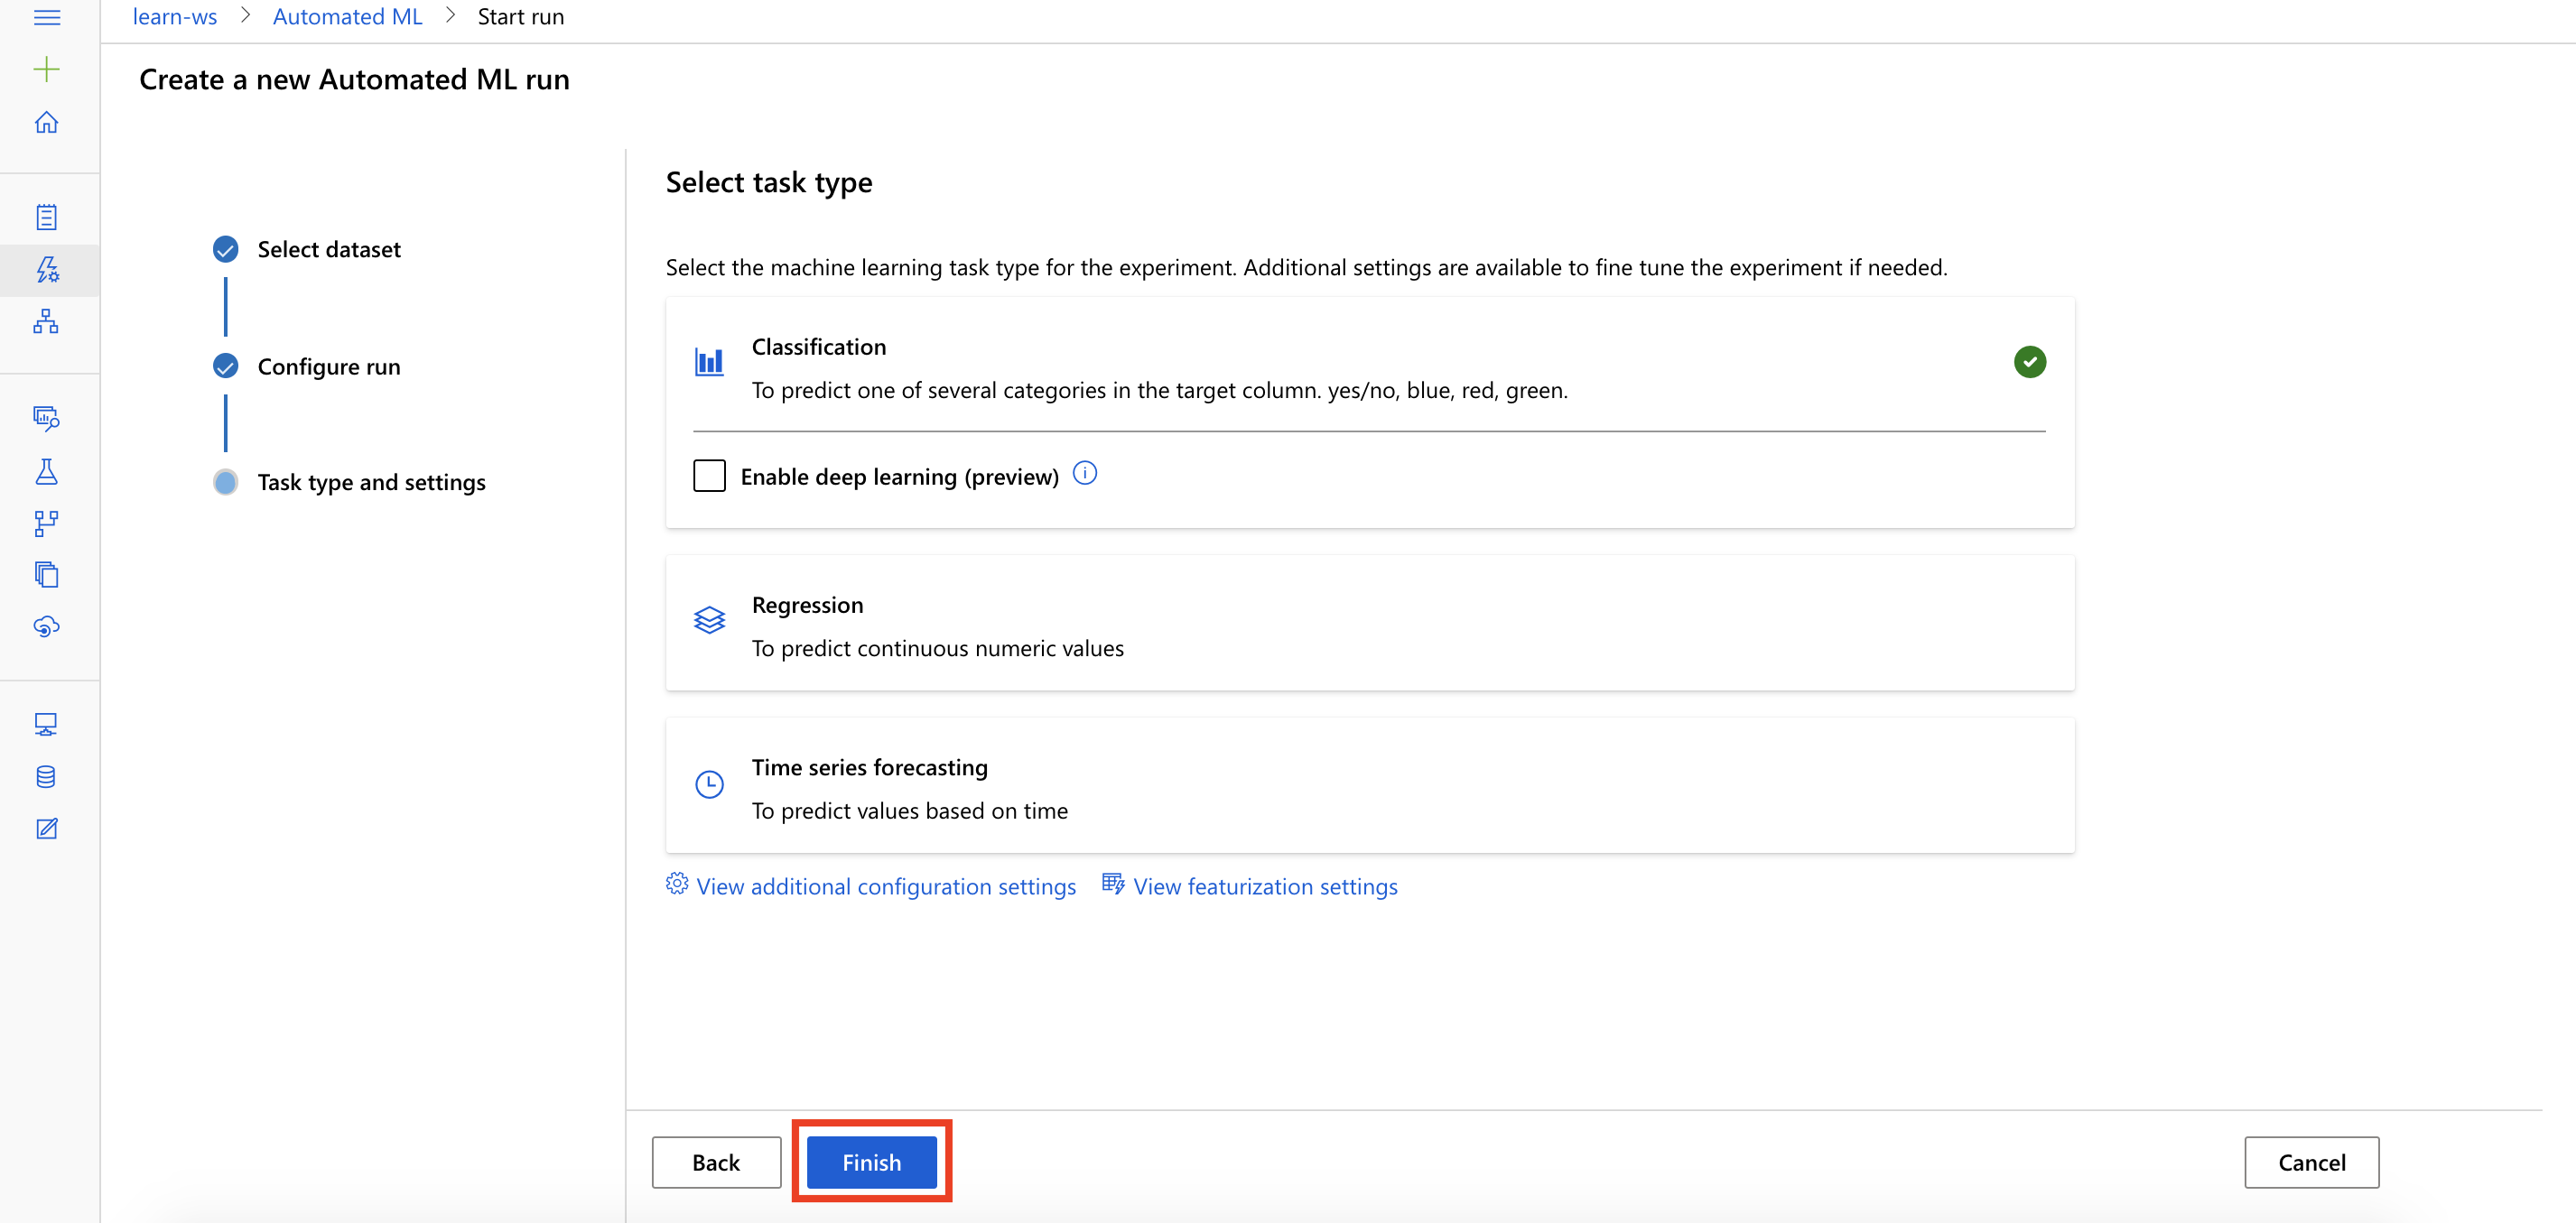 learn-ws > Automated ML > Start run
Create a new Automated ML run
Select dataset
Configure run
Task type and settings
Select task type
Select the machine learning task type for the experiment. Additional settings are available to fine tune the experiment if needed.
Classification
To predict one of several categories in the target column. yes/no, blue, red, green.
Enable deep learning (preview)
Regression
To predict continuous numeric values
Time series forecasting
To predict values based on time
View additional configuration settings View featurization settings
Back Finish Cancel